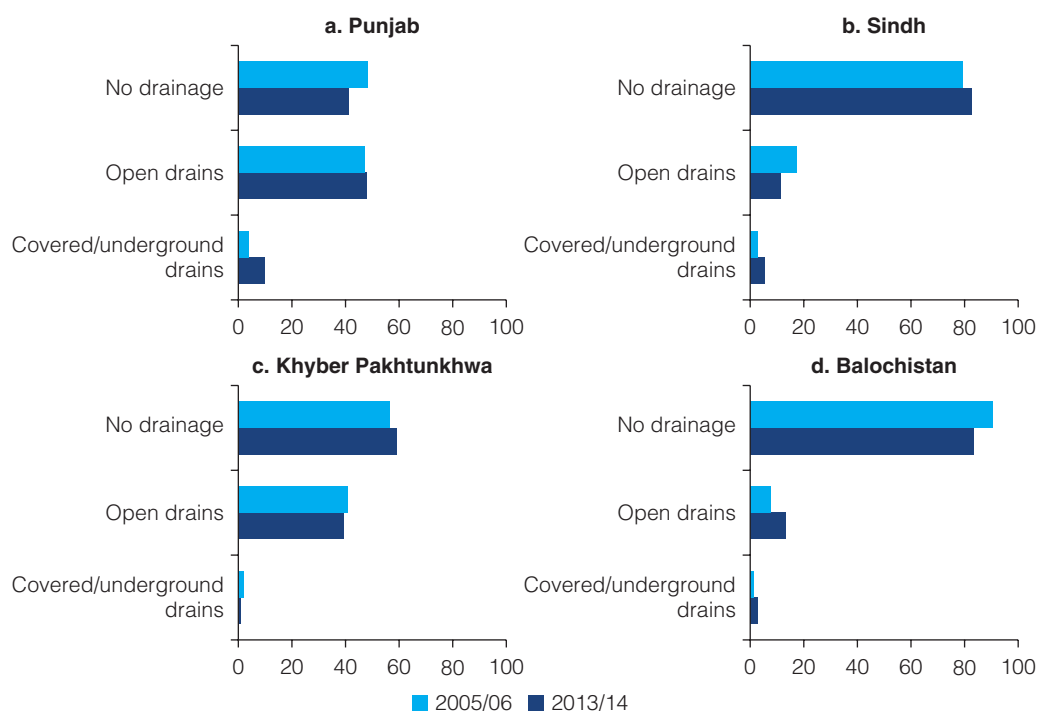 a. Punjab
No drainage
Open drains
Covered/underground
drains
0 20 40 60 80 100
b. Sindh
No drainage
Open drains
Covered/underground
drains
0 20 40 60 80 100
c. Khyber Pakhtunkhwa
No drainage
Open drains
Covered/underground
drains
0 20 40 60 80 100
d. Balochistan
No drainage
Open drains
Covered/underground
drains
0 20 40 60 80 100
2005/06 2013/14